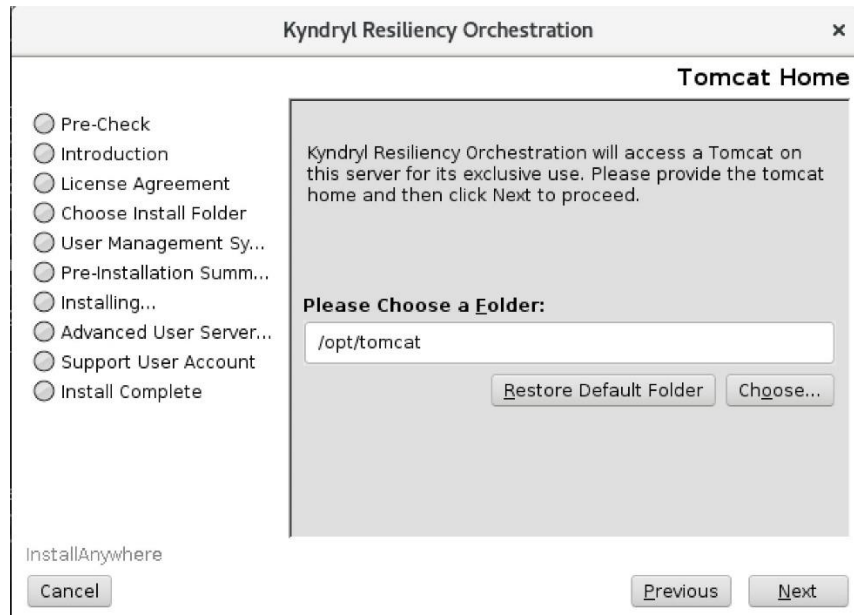 Kyndryl Resiliency Orchestration
×
Tomcat Home
Pre-Check
Introduction
License Agreement
Choose Install Folder
User Management Sy...
Pre-Installation Summ...
Installing...
Advanced User Server...
Support User Account
Install Complete
Kyndryl Resiliency Orchestration will access a Tomcat on
this server for its exclusive use. Please provide the tomcat
home and then click Next to proceed.
Please Choose a Folder:
/opt/tomcat
Restore Default Folder
Choose...
InstallAnywhere
Cancel
Previous
Next